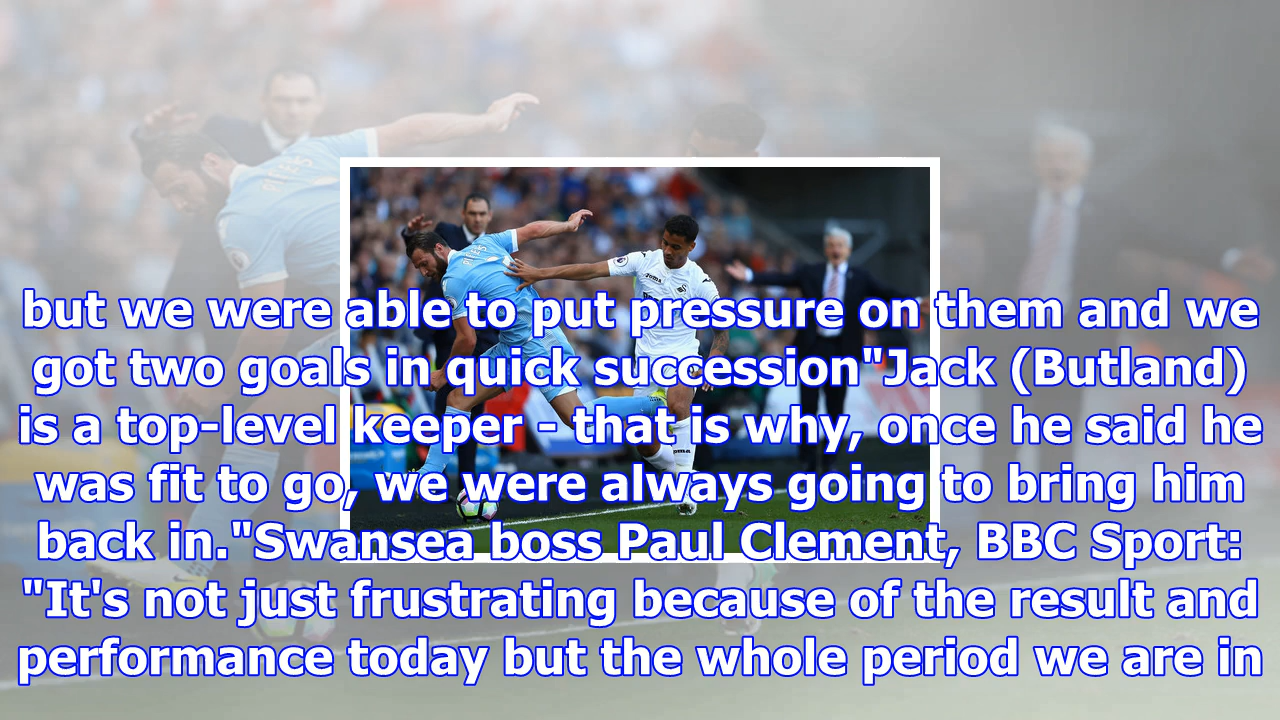 PIETERS
Joma
but we were able to put pressure on them and we
got two goals in quick succession"Jack (Butland)
is a top-level keeper - that is why, once he said he
was fit to go, we were always going to bring him
back in."Swansea boss Paul Clement, BBC Sport:
"It's not just frustrating because of the result and
performance today but the whole period we are in